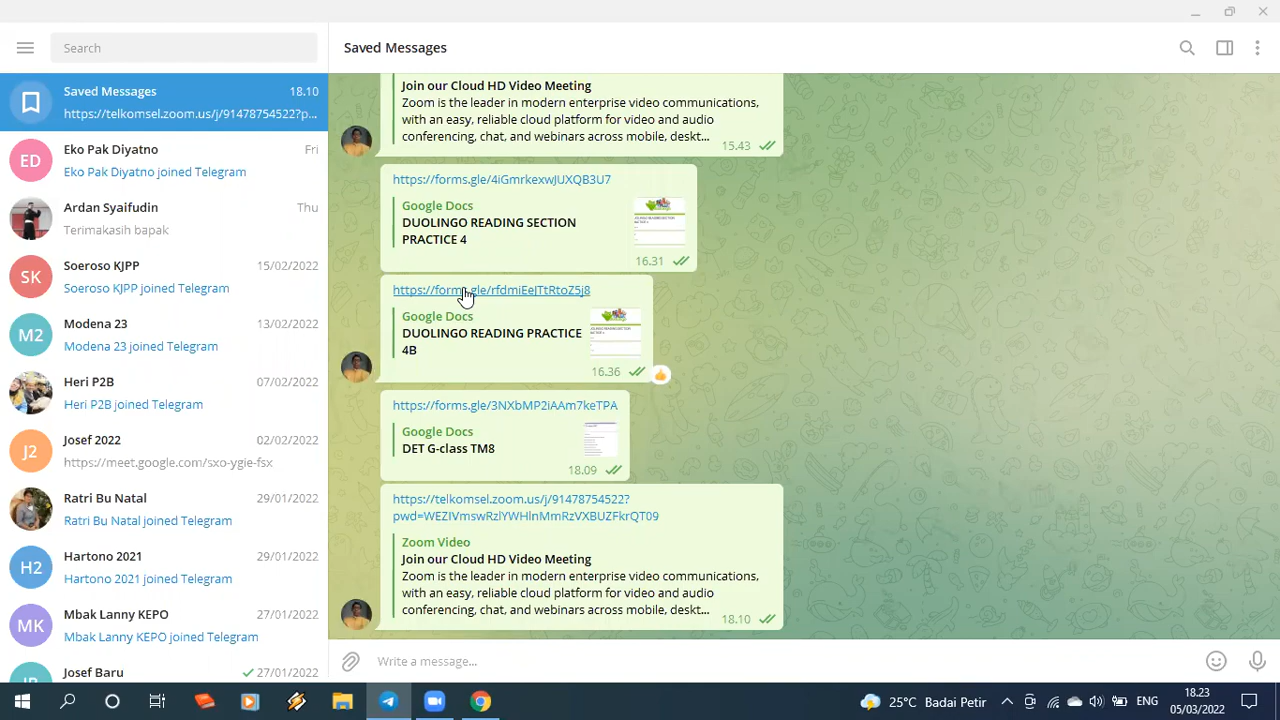 Search
Saved Messages
Saved Messages 18.10
https://telkomsel.zoom.us/j/91478754522?p...
Eko Pak Diyatno Fri
Eko Pak Diyatno joined Telegram
Ardan Syaifudin Thu
Terimakasih bapak
Soeroso KJPP 15/02/2022
Soeroso KJPP joined Telegram
Modena 23 13/02/2022
Modena 23 joined Telegram
Heri P2B 07/02/2022
Heri P2B joined Telegram
Josef 2022 02/02/2022
https://meet.google.com/sxo-ygie-fsx
Ratri Bu Natal 29/01/2022
Ratri Bu Natal joined Telegram
Hartono 2021 29/01/2022
Hartono 2021 joined Telegram
Mbak Lanny KEPO 27/01/2022
Mbak Lanny KEPO joined Telegram
Josef Baru 27/01/2022
ED
SK
M2
J2
H2
MK
Join our Cloud HD Video Meeting
Zoom is the leader in modern enterprise video communications,
with an easy, reliable cloud platform for video and audio
conferencing, chat, and webinars across mobile, deskt...
15.43
https://forms.gle/4iGmrkexwJUXQB3U7
Google Docs
DUOLINGO READING SECTION
PRACTICE 4
16.31
https://forms.gle/rfdmiEeJTtRtoZ5j8
Google Docs
DUOLINGO READING PRACTICE
4B
16.36
https://forms.gle/3NXbMP2iAAm7keTPA
Google Docs
DET G-class TM8
18.09
https://telkomsel.zoom.us/j/91478754522?
pwd=WEZIVmswRzlYWHlnMmRzVXBUZFkrQT09
Zoom Video
Join our Cloud HD Video Meeting
Zoom is the leader in modern enterprise video communications,
with an easy, reliable cloud platform for video and audio
conferencing, chat, and webinars across mobile, deskt...
18.10
Write a message...
25°C Badai Petir
ENG
18.23
05/03/2022